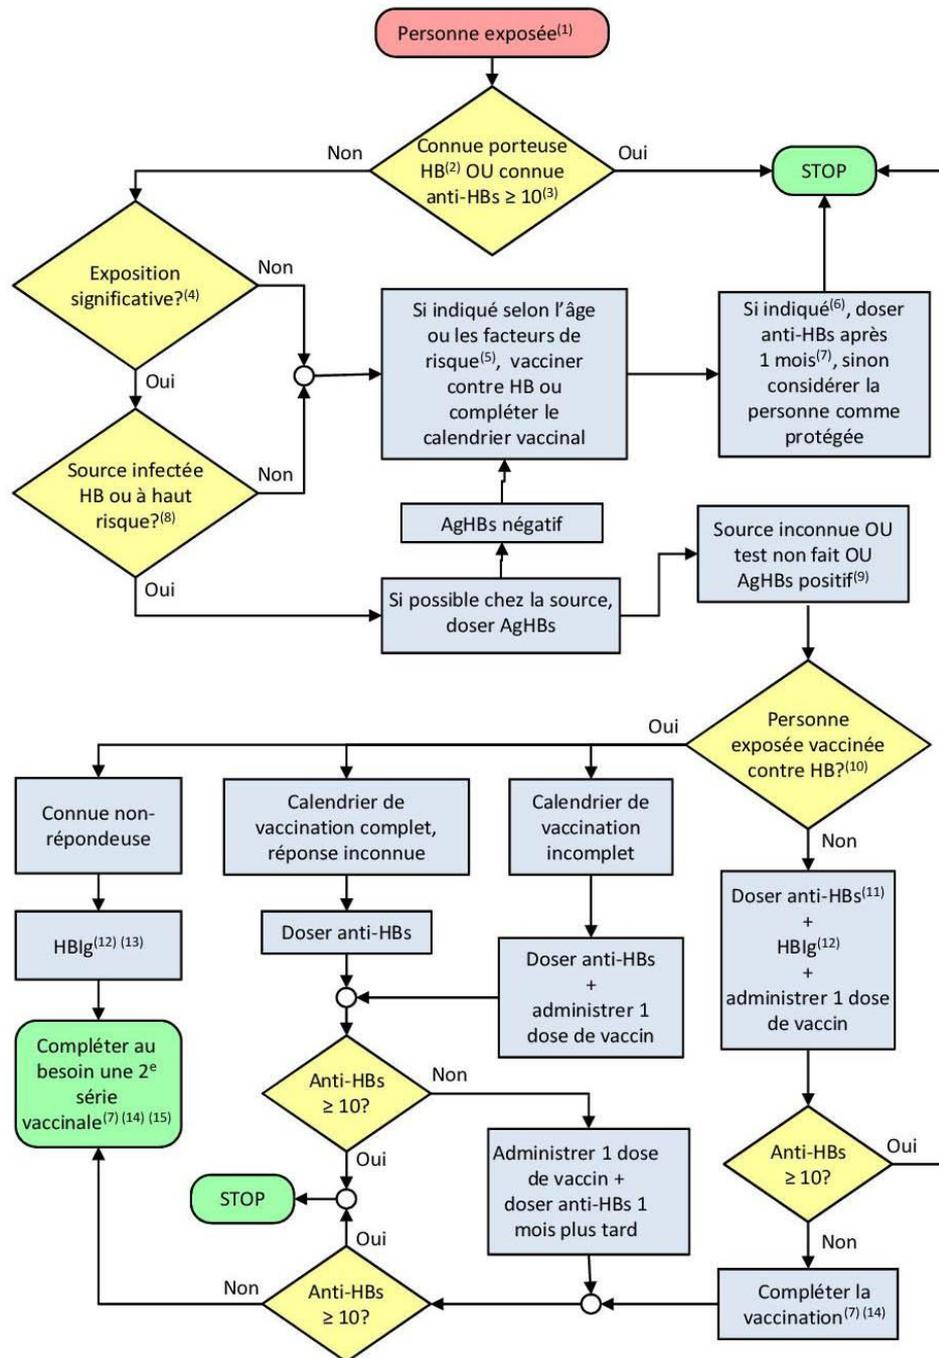 Personne exposée(1)
Connue porteuse
HB(2) OU connue
anti-HBs ≥ 10(3)
Non
Oui
STOP
Exposition
significative?(4)
Non
Oui
Si indiqué selon l’âge
ou les facteurs de
risque(5), vacciner
contre HB ou
compléter le
calendrier vaccinal
Si indiqué(6), doser
anti-HBs après
1 mois(7), sinon
considérer la
personne comme
protégée
Source infectée
HB ou à haut
risque?(8)
Non
Oui
AgHBs négatif
Si possible chez la source,
doser AgHBs
Source inconnue OU
test non fait OU
AgHBs positif(9)
Personne
exposée vaccinée
contre HB?(10)
Oui
Non
Connue non-
répondeuse
Calendrier de
vaccination complet,
réponse inconnue
Calendrier de
vaccination
incomplet
HBIg(12) (13)
Doser anti-HBs
Doser anti-HBs
+
administrer 1
dose de vaccin
Doser anti-HBs(11)
+
HBIg(12)
+
administrer 1 dose
de vaccin
Compléter au
besoin une 2e
série
vaccinale(7) (14) (15)
Anti-HBs
≥ 10?
Non
Oui
Administrer 1 dose
de vaccin +
doser anti-HBs 1
mois plus tard
Anti-HBs
≥ 10?
Oui
Non
STOP
Oui
Anti-HBs
≥ 10?
Non
Compléter la
vaccination(7) (14)